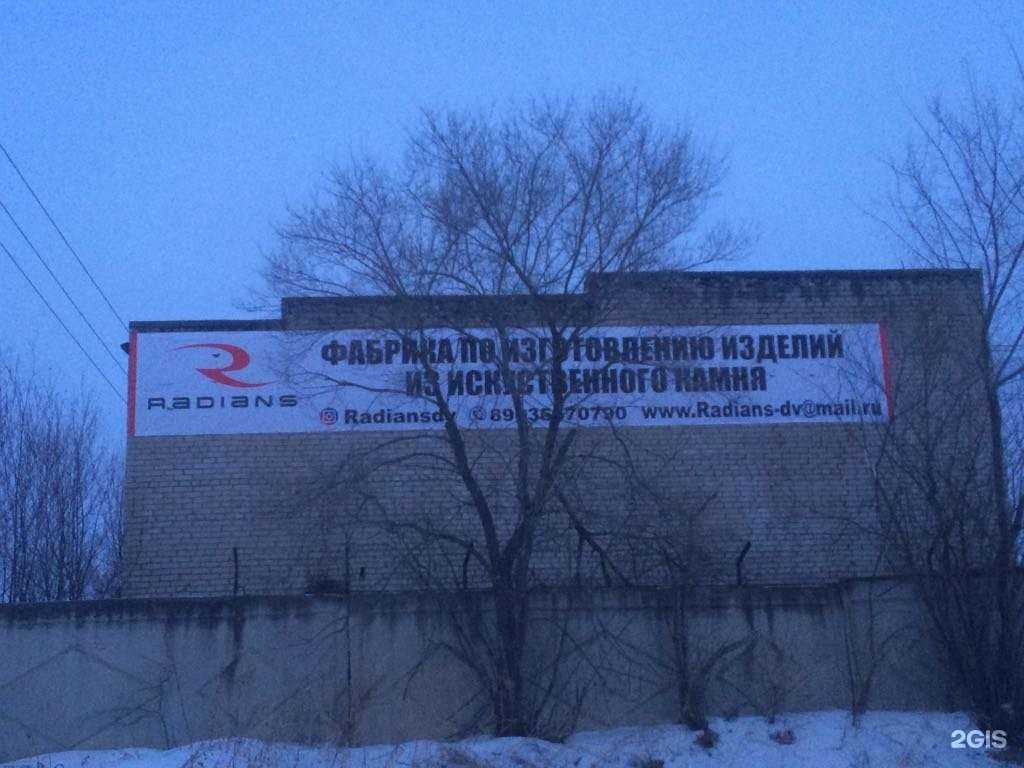 RADIANS
ФАБРИКА ПО ИЗГОТОВЛЕНИЮ ИЗДЕЛИЙ
ИЗ ИСКУСТВЕННОГО КАМНЯ
Radiansdv www.Radians-dv@mail.ru
2GIS